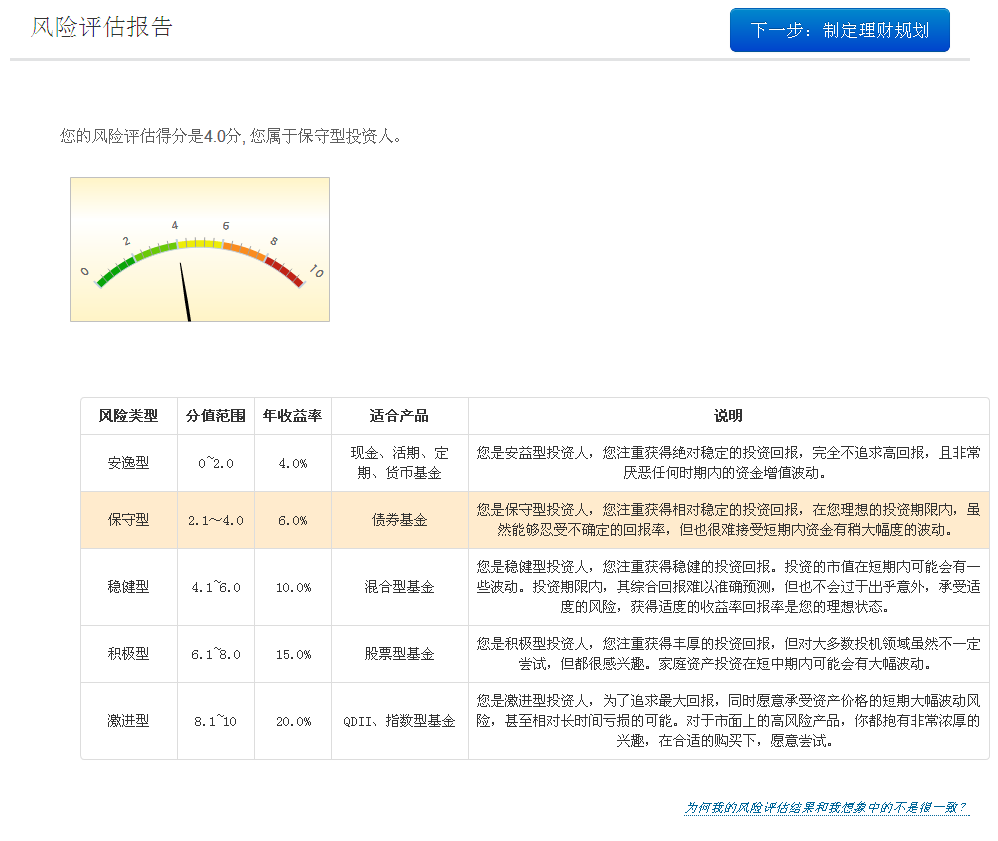 风险评估报告
下一步：制定理财规划
您的风险评估得分是4.0分, 您属于保守型投资人。
0
2
4
6
8
10
风险类型 分值范围 年收益率 适合产品 说明
安逸型 0~2.0 4.0% 现金、活期、定
期、货币基金
您是安益型投资人，您注重获得绝对稳定的投资回报，完全不追求高回报，且非常
厌恶任何时期内的资金增值波动。
保守型 2.1～4.0 6.0% 债券基金
您是保守型投资人，您注重获得相对稳定的投资回报，在您理想的投资期限内，虽
然能够忍受不确定的回报率，但也很难接受短期内资金有稍大幅度的波动。
稳健型 4.1~6.0 10.0% 混合型基金
您是稳健型投资人，您注重获得稳健的投资回报。投资的市值在短期内可能会有一
些波动。投资期限内，其综合回报难以准确预测，但也不会过于出乎意外，承受适
度的风险，获得适度的收益率回报率是您的理想状态。
积极型 6.1~8.0 15.0% 股票型基金
您是积极型投资人，您注重获得丰厚的投资回报，但对大多数投机领域虽然不一定
尝试，但都很感兴趣。家庭资产投资在短中期内可能会有大幅波动。
激进型 8.1~10 20.0% QDII、指数型基金
您是激进型投资人，为了追求最大回报，同时愿意承受资产价格的短期大幅波动风
险，甚至相对长时间亏损的可能。对于市面上的高风险产品，你都抱有非常浓厚的
兴趣，在合适的购买下，愿意尝试。
为何我的风险评估结果和我想象中的不是很一致？